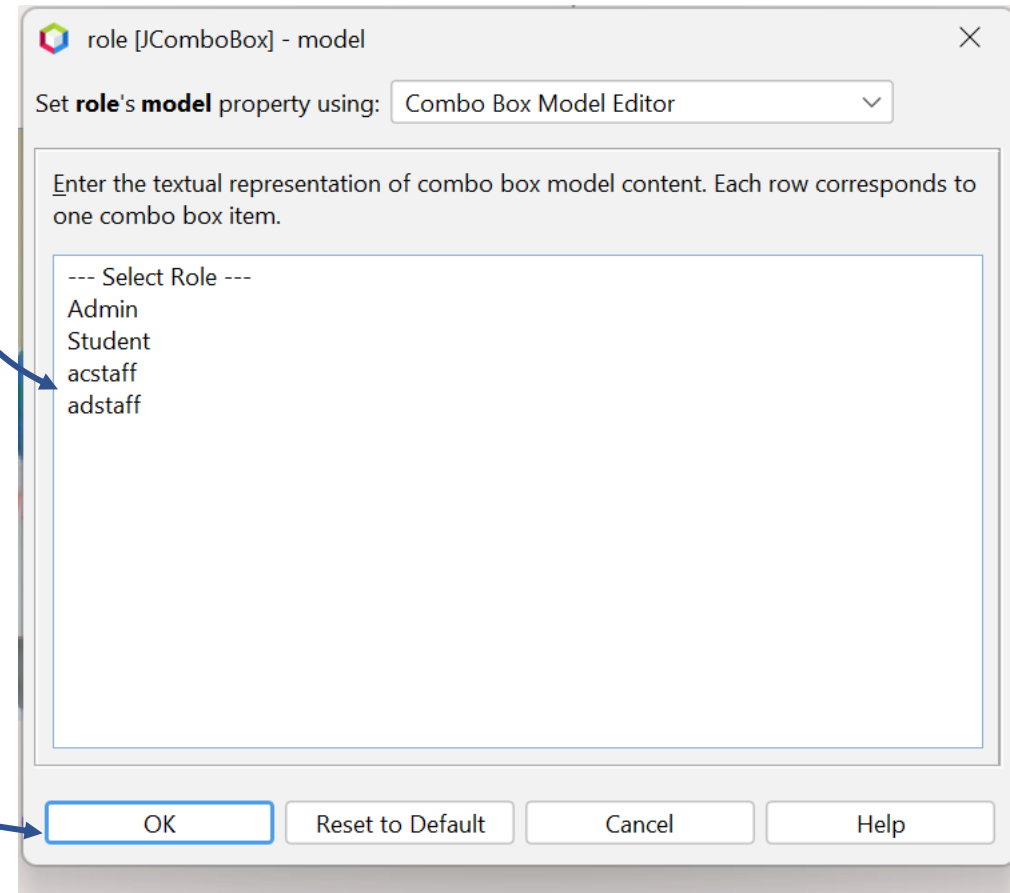 role [JComboBox] - model
Set role's model property using: Combo Box Model Editor
Enter the textual representation of combo box model content. Each row corresponds to
one combo box item.
--- Select Role ---
Admin
Student
acstaff
adstaff
OK Reset to Default Cancel Help